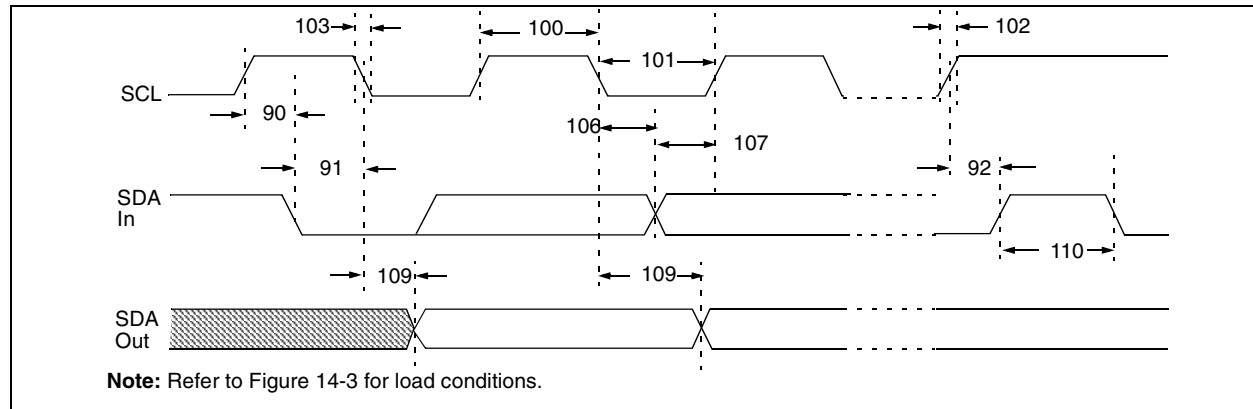 103
100
102
101
SCL
90
106
107
91
92
SDA
In
110
109
109
SDA
Out
Note: Refer to Figure 14-3 for load conditions.